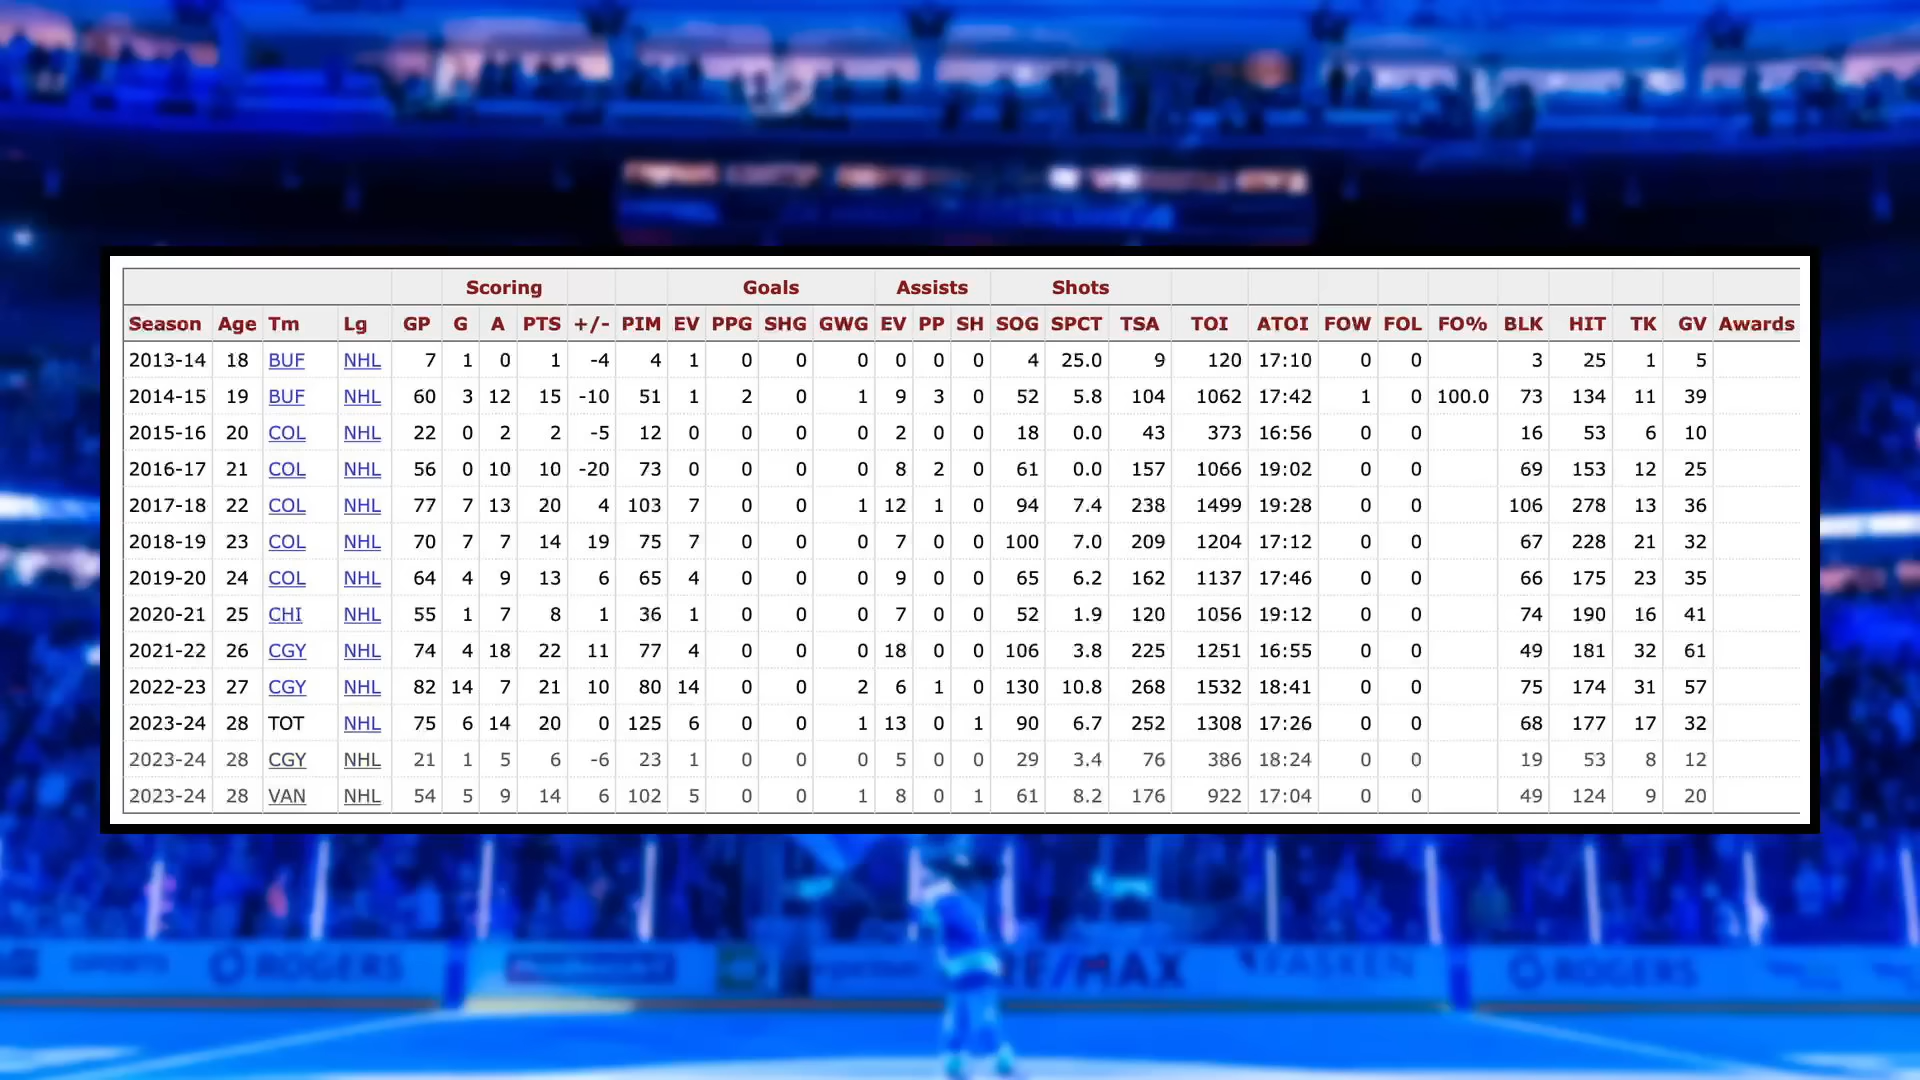 Scoring Goals Assists Shots
Season Age Tm Lg GP G A PTS +/- PIM EV PPG SHG GWG EV PP SH SOG SPCT TSA TOI ATOI FOW FOL FO% BLK HIT TK GV Awards
2013-14 18 BUF NHL 7 1 0 1 -4 4 1 0 0 0 0 0 0 4 25.0 9 120 17:10 0 0 3 25 1 5
2014-15 19 BUF NHL 60 3 12 15 -10 51 1 2 0 1 9 3 0 52 5.8 104 1062 17:42 1 0 100.0 73 134 11 39
2015-16 20 COL NHL 22 0 2 2 -5 12 0 0 0 0 2 0 0 18 0.0 43 373 16:56 0 0 16 53 6 10
2016-17 21 COL NHL 56 0 10 10 -20 73 0 0 0 0 8 2 0 61 0.0 157 1066 19:02 0 0 69 153 12 25
2017-18 22 COL NHL 77 7 13 20 4 103 7 0 0 1 12 1 0 94 7.4 238 1499 19:28 0 0 106 278 13 36
2018-19 23 COL NHL 70 7 7 14 19 75 7 0 0 0 7 0 0 100 7.0 209 1204 17:12 0 0 67 228 21 32
2019-20 24 COL NHL 64 4 9 13 6 65 4 0 0 0 9 0 0 65 6.2 162 1137 17:46 0 0 66 175 23 35
2020-21 25 CHI NHL 55 1 7 8 1 36 1 0 0 0 7 0 0 52 1.9 120 1056 19:12 0 0 74 190 16 41
2021-22 26 CGY NHL 74 4 18 22 11 77 4 0 0 0 18 0 0 106 3.8 225 1251 16:55 0 0 49 181 32 61
2022-23 27 CGY NHL 82 14 7 21 10 80 14 0 0 2 6 1 0 130 10.8 268 1532 18:41 0 0 75 174 31 57
2023-24 28 TOT NHL 75 6 14 20 0 125 6 0 0 1 13 0 1 90 6.7 252 1308 17:26 0 0 68 177 17 32
2023-24 28 CGY NHL 21 1 5 6 -6 23 1 0 0 0 5 0 0 29 3.4 76 386 18:24 0 0 19 53 8 12
2023-24 28 VAN NHL 54 5 9 14 6 102 5 0 0 1 8 0 1 61 8.2 176 922 17:04 0 0 49 124 9 20
ROGERS RE/MAX FASKEN ROGERS